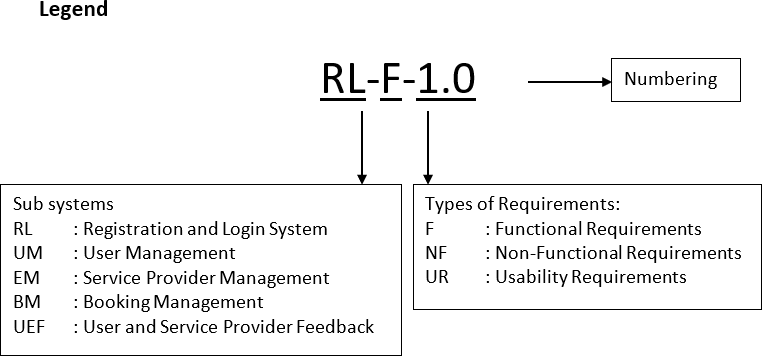 Legend
RL-F-1.0
Numbering
Sub systems
RL : Registration and Login System
UM : User Management
EM : Service Provider Management
BM : Booking Management
UEF : User and Service Provider Feedback
Types of Requirements:
F : Functional Requirements
NF : Non-Functional Requirements
UR : Usability Requirements